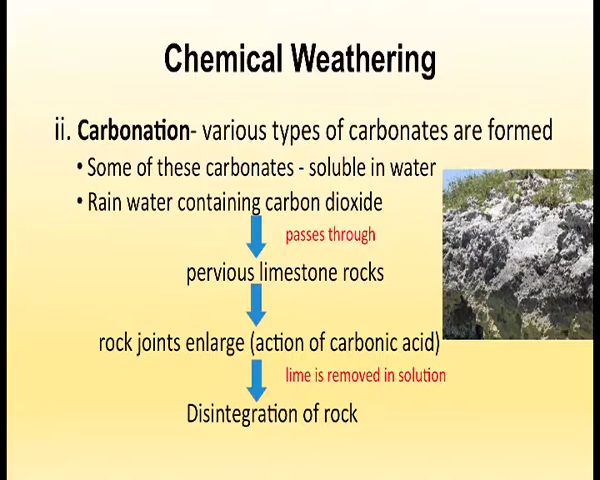 Chemical Weathering
ii. Carbonation- various types of carbonates are formed
• Some of these carbonates - soluble in water
• Rain water containing carbon dioxide
passes through
pervious limestone rocks
rock joints enlarge (action of carbonic acid)
lime is removed in solution
Disintegration of rock